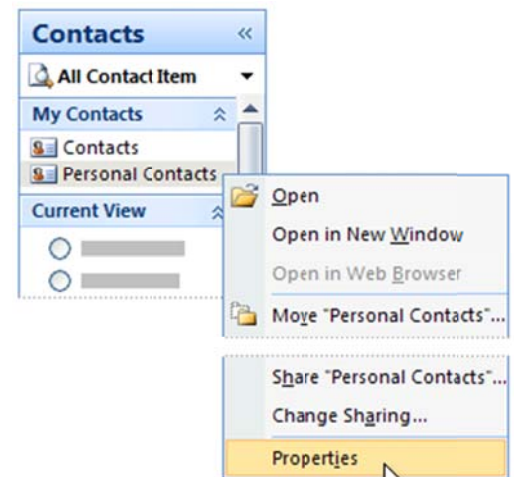 Contacts «
All Contact Item
My Contacts
Contacts
Personal Contacts
Current View
Open
Open in New Window
Open in Web Browser
Move "Personal Contacts"...
Share "Personal Contacts"...
Change Sharing...
Properties